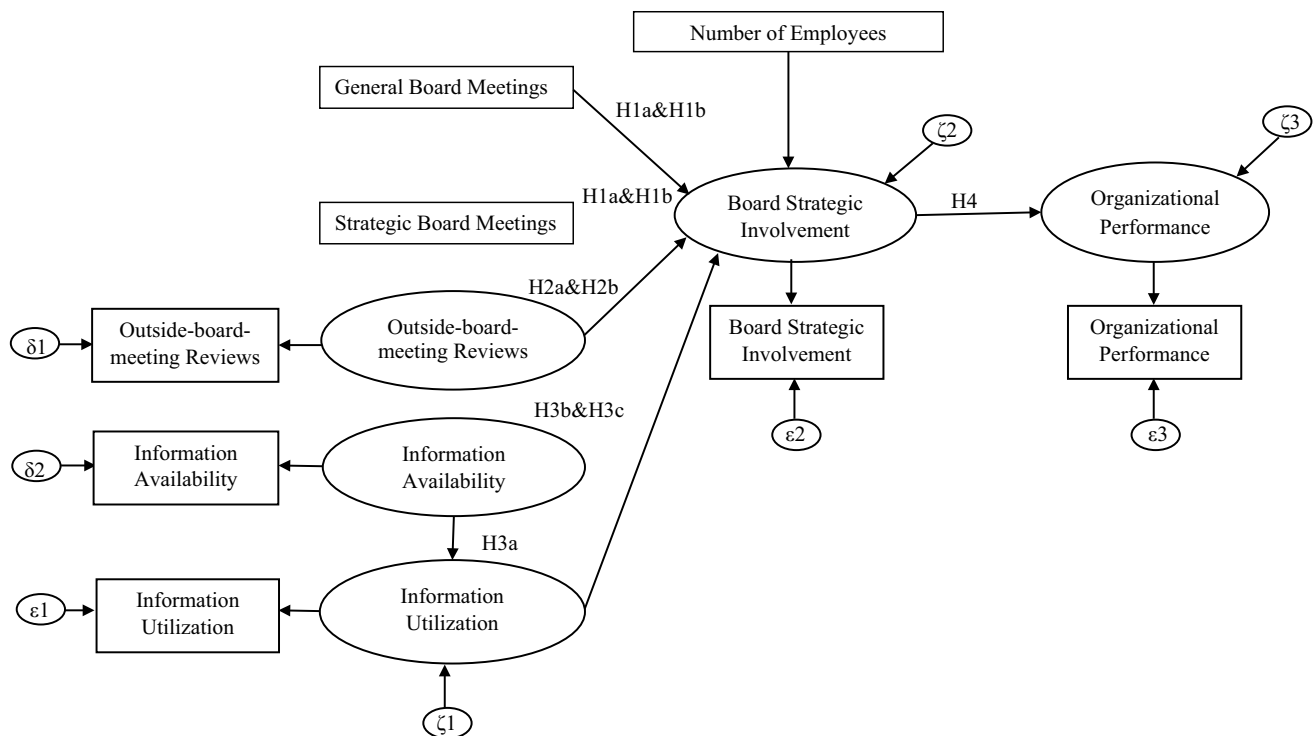 Number of Employees
General Board Meetings
H1a&H1b
ζ2
ζ3
H1a&H1b
Strategic Board Meetings
Board Strategic
Involvement
H4
Organizational
Performance
H2a&H2b
δ1
Outside-board-
meeting Reviews
Outside-board-
meeting Reviews
Board Strategic
Involvement
Organizational
Performance
H3b&H3c
ε2
ε3
δ2
Information
Availability
Information
Availability
H3a
ε1
Information
Utilization
Information
Utilization
ζ1